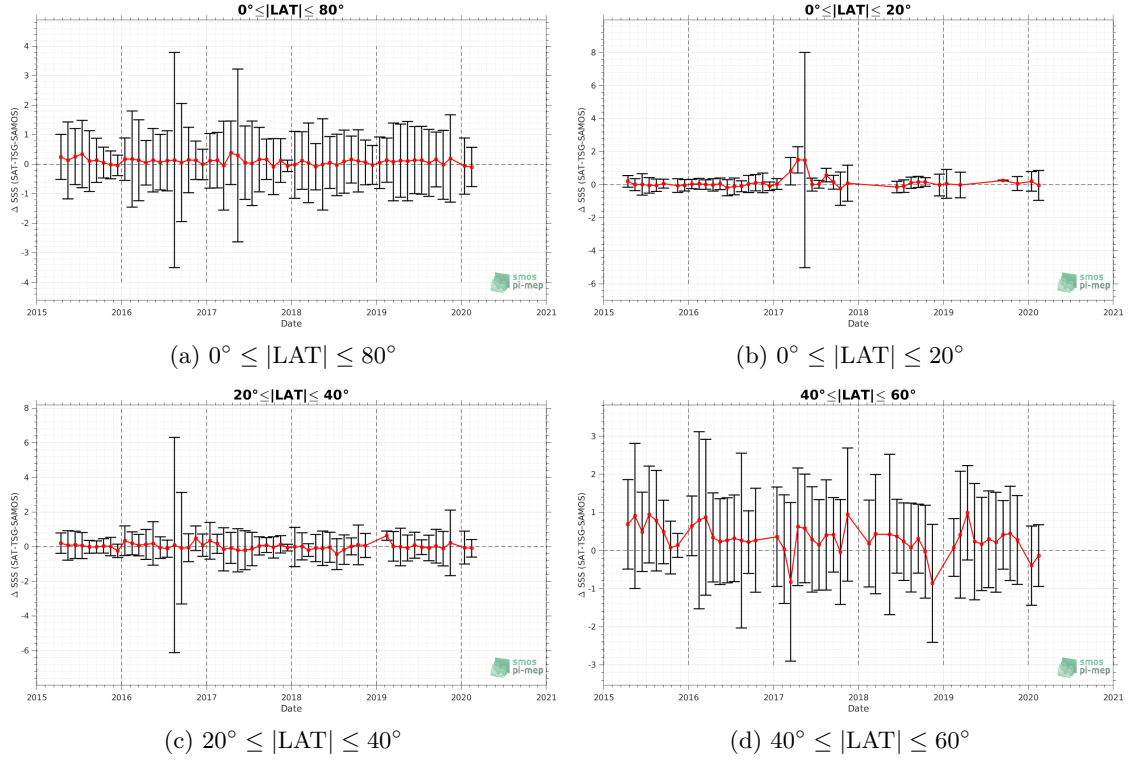 0°≤|LAT|≤ 80°
4
3
2
1
0
-1
-2
-3
-4
Δ SSS (SAT-TSG-SAMOS)
2015 2016 2017 2018 2019 2020 2021
Date
smos
pi-mep
(a) 0° ≤ |LAT| ≤ 80°
0°≤|LAT|≤ 20°
8
6
4
2
0
-2
-4
-6
Δ SSS (SAT-TSG-SAMOS)
2015 2016 2017 2018 2019 2020 2021
Date
smos
pi-mep
(b) 0° ≤ |LAT| ≤ 20°
20°≤|LAT|≤ 40°
8
6
4
2
0
-2
-4
-6
Δ SSS (SAT-TSG-SAMOS)
2015 2016 2017 2018 2019 2020 2021
Date
smos
pi-mep
(c) 20° ≤ |LAT| ≤ 40°
40°≤|LAT|≤ 60°
3
2
1
0
-1
-2
-3
Δ SSS (SAT-TSG-SAMOS)
2015 2016 2017 2018 2019 2020 2021
Date
smos
pi-mep
(d) 40° ≤ |LAT| ≤ 60°